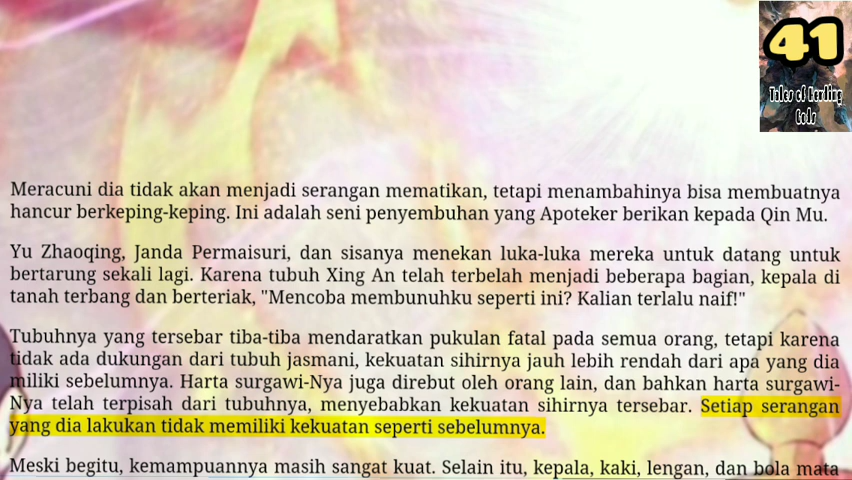 41
Tales of Herding
Gods
Meracuni dia tidak akan menjadi serangan mematikan, tetapi menambahinya bisa membuatnya
hancur berkeping-keping. Ini adalah seni penyembuhan yang Apoteker berikan kepada Qin Mu.
Yu Zhaoqing, Janda Permaisuri, dan sisanya menekan luka-luka mereka untuk datang untuk
bertarung sekali lagi. Karena tubuh Xing An telah terbelah menjadi beberapa bagian, kepala di
tanah terbang dan berteriak, "Mencoba membunuhku seperti ini? Kalian terlalu naif!"
Tubuhnya yang tersebar tiba-tiba mendaratkan pukulan fatal pada semua orang, tetapi karena
tidak ada dukungan dari tubuh jasmani, kekuatan sihirnya jauh lebih rendah dari apa yang dia
miliki sebelumnya. Harta surgawi-Nya juga direbut oleh orang lain, dan bahkan harta surgawi-
Nya telah terpisah dari tubuhnya, menyebabkan kekuatan sihirnya tersebar. Setiap serangan
yang dia lakukan tidak memiliki kekuatan seperti sebelumnya.
Meski begitu, kemampuannya masih sangat kuat. Selain itu, kepala, kaki, lengan, dan bola mata